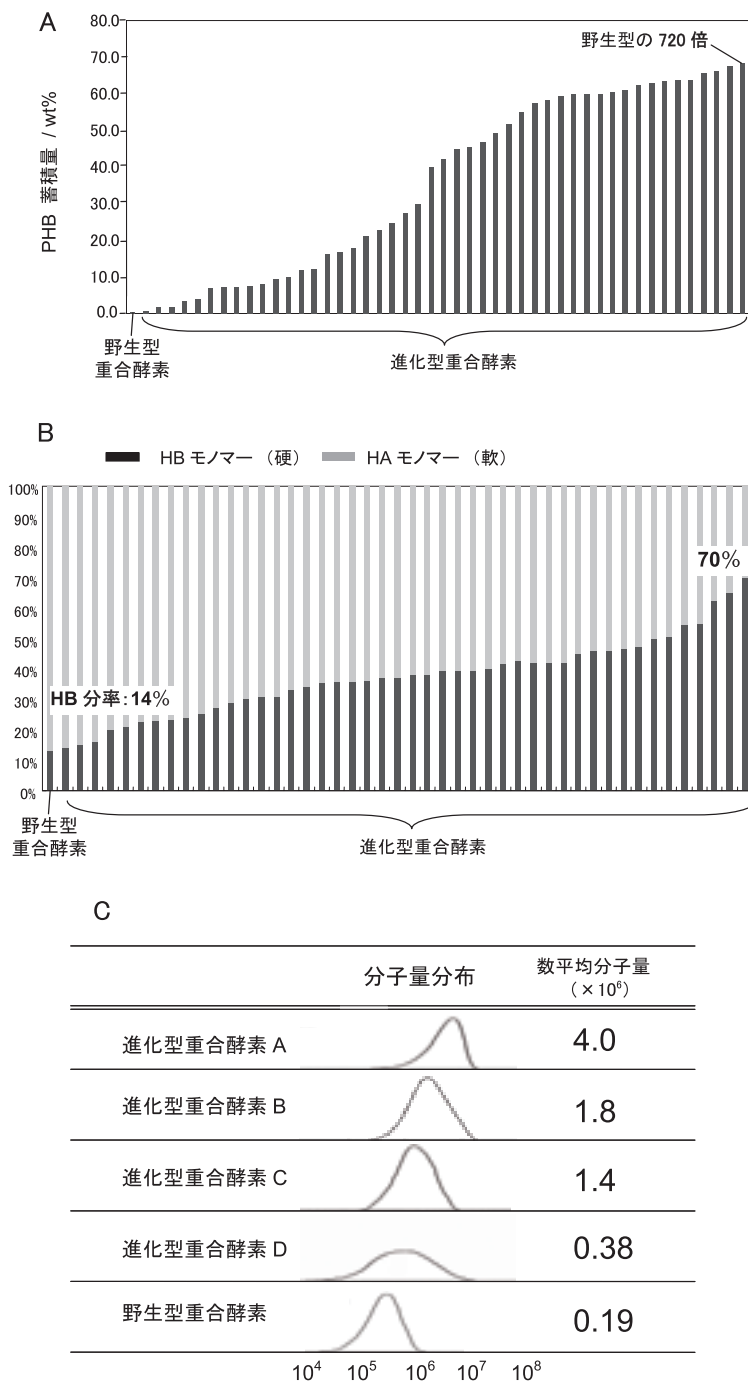 A
80.0
70.0
60.0
50.0
40.0
30.0
20.0
10.0
0.0
PHB 蓄積量 / wt%
野生型の 720 倍
野生型
重合酵素
進化型重合酵素
B
HB モノマー（硬） HA モノマー（軟）
100%
90%
80%
70%
60%
50%
40%
30%
20%
10%
0%
HB 分率：14%
70%
野生型
重合酵素
進化型重合酵素
C
分子量分布 数平均分子量
（×10⁶）
進化型重合酵素 A 4.0
進化型重合酵素 B 1.8
進化型重合酵素 C 1.4
進化型重合酵素 D 0.38
野生型重合酵素 0.19
10⁴ 10⁵ 10⁶ 10⁷ 10⁸